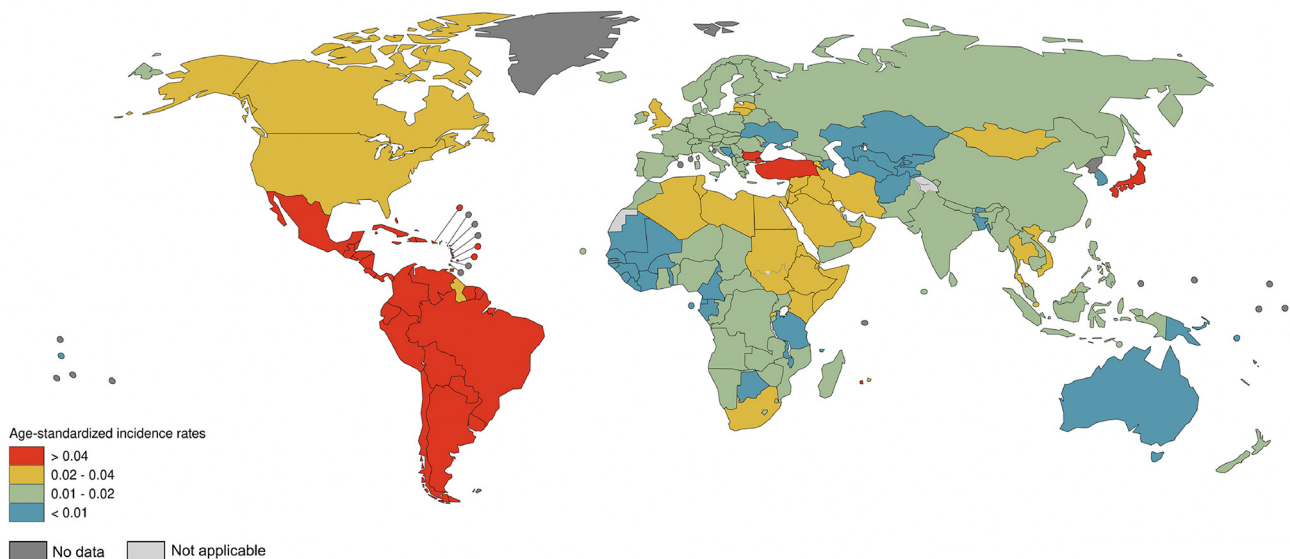 Age-standardized incidence rates
> 0.04
0.02 - 0.04
0.01 - 0.02
< 0.01
No data
Not applicable